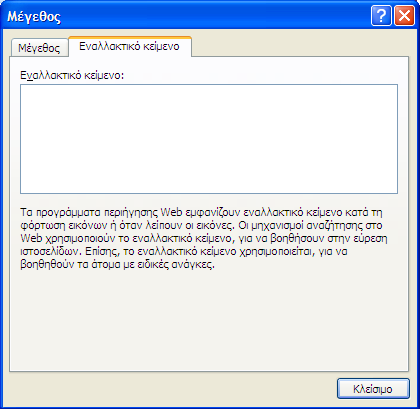 Μέγεθος
Μέγεθος Εναλλακτικό κείμενο
Εναλλακτικό κείμενο:
Τα προγράμματα περιήγησης Web εμφανίζουν εναλλακτικό κείμενο κατά τη
φόρτωση εικόνων ή όταν λείπουν οι εικόνες. Οι μηχανισμοί αναζήτησης στο
Web χρησιμοποιούν το εναλλακτικό κείμενο, για να βοηθήσουν στην εύρεση
ιστοσελίδων. Επίσης, το εναλλακτικό κείμενο χρησιμοποιείται, για να
βοηθηθούν τα άτομα με ειδικές ανάγκες.
Κλείσιμο